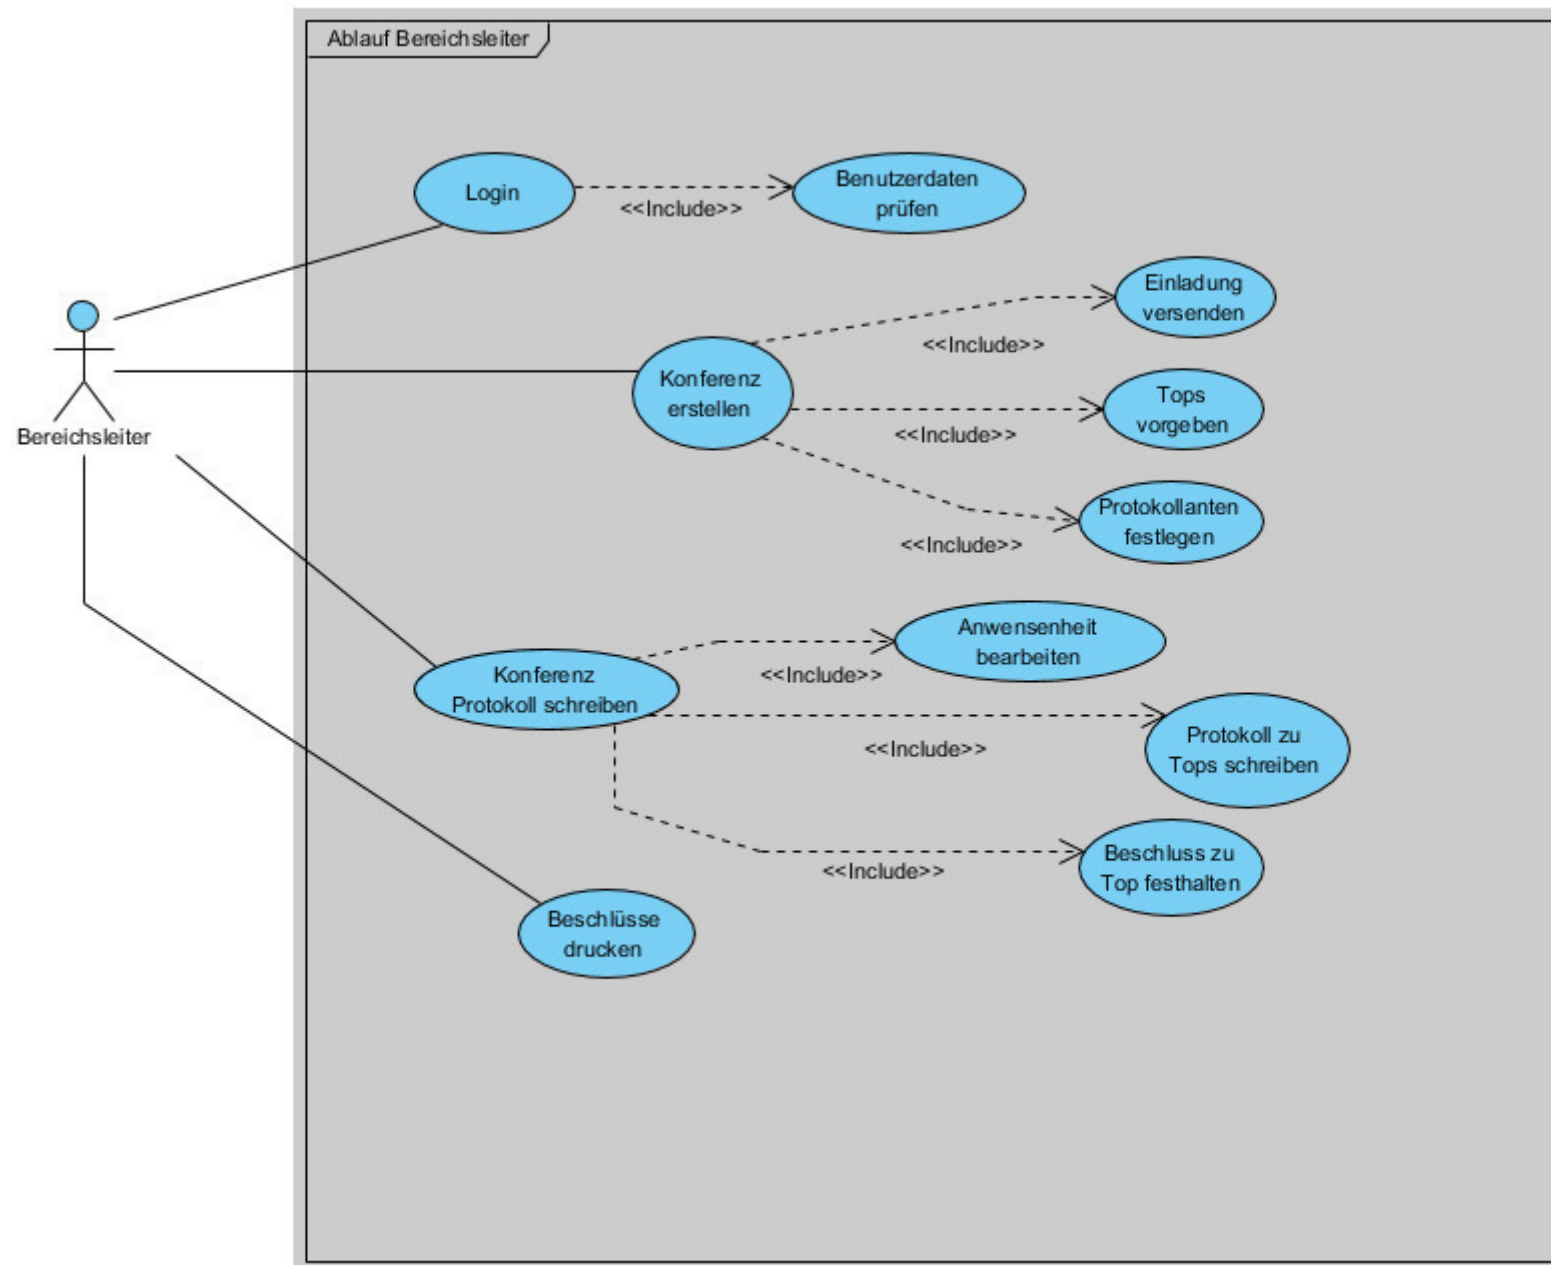 Ablauf Bereichsleiter
Login
<<Include>>
Benutzerdaten
prüfen
Einladung
versenden
<<Include>>
Konferenz
erstellen
Tops
vorgeben
<<Include>>
Bereichsleiter
Protokollanten
festlegen
<<Include>>
Anwensenheit
bearbeiten
<<Include>>
Konferenz
Protokoll schreiben
Protokoll zu
Tops schreiben
<<Include>>
Beschluss zu
Top festhalten
<<Include>>
Beschlüsse
drucken